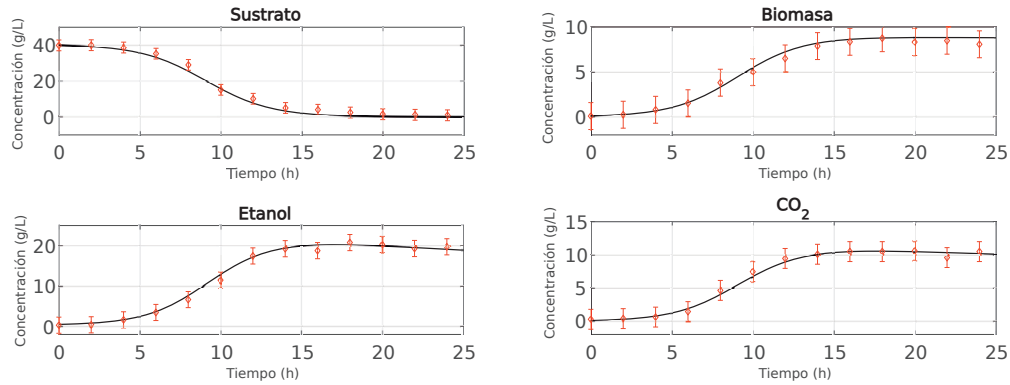 Sustrato
Concentración (g/L)
40
20
0
0 5 10 15 20 25
Tiempo (h)
Biomasa
Concentración (g/L)
10
5
0
0 5 10 15 20 25
Tiempo (h)
Etanol
Concentración (g/L)
20
10
0
0 5 10 15 20 25
Tiempo (h)
CO2
Concentración (g/L)
15
10
5
0
0 5 10 15 20 25
Tiempo (h)